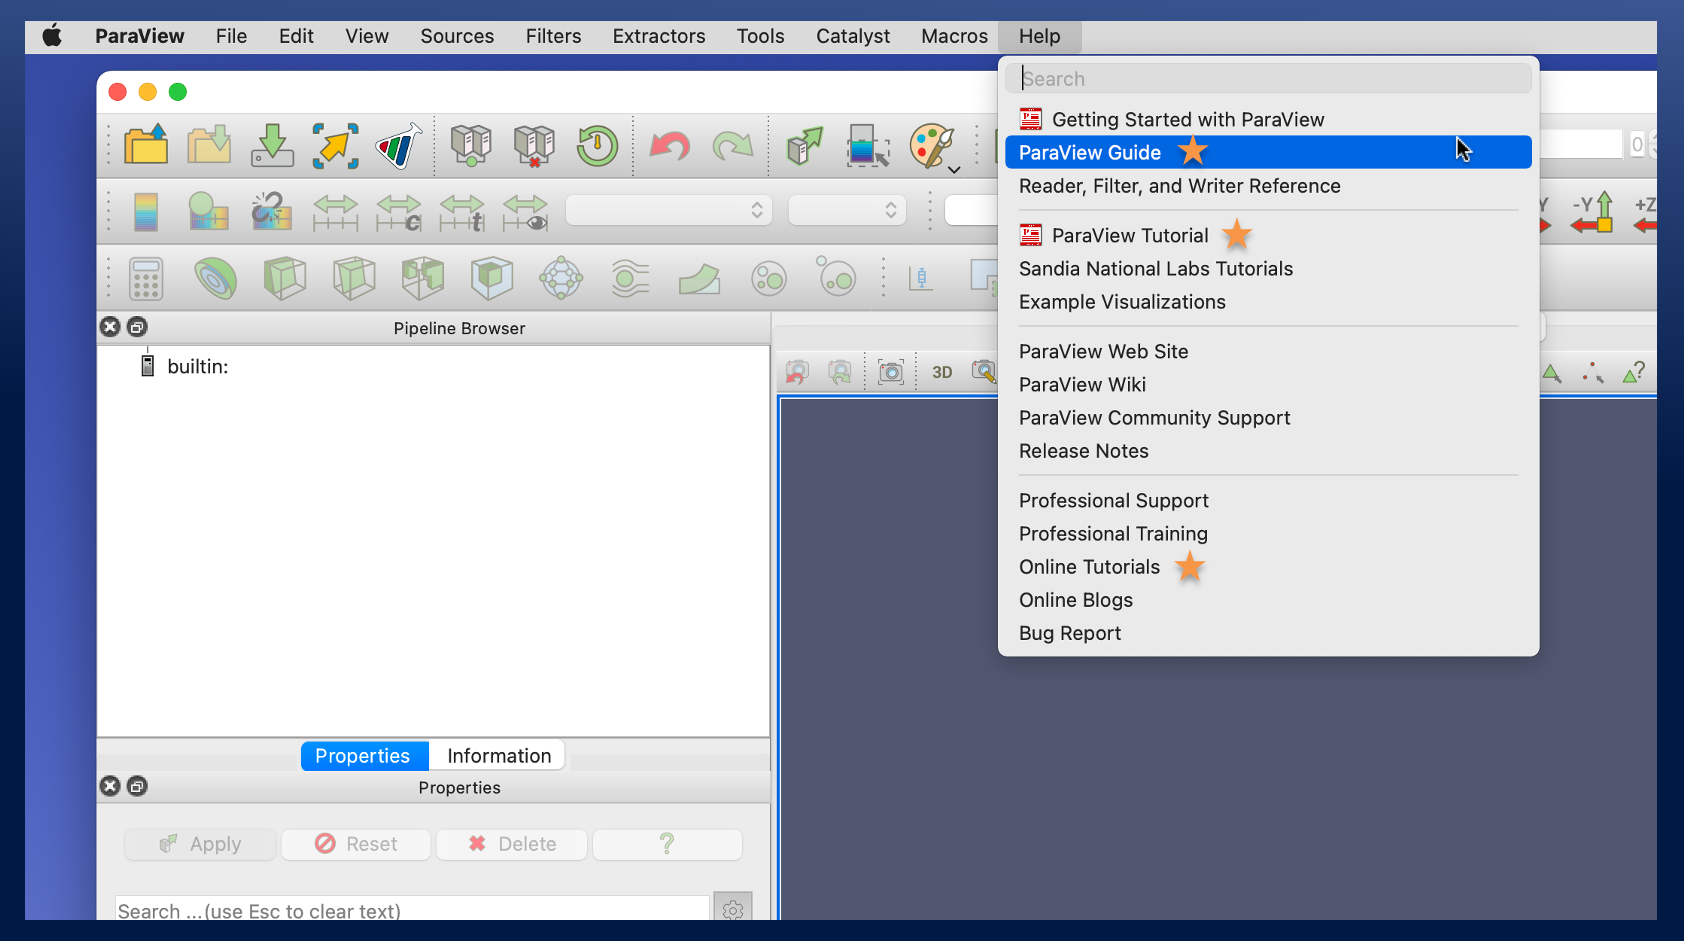 ParaView File Edit View Sources Filters Extractors Tools Catalyst Macros Help
Search
Getting Started with ParaView
ParaView Guide
Reader, Filter, and Writer Reference
ParaView Tutorial
Sandia National Labs Tutorials
Example Visualizations
ParaView Web Site
ParaView Wiki
ParaView Community Support
Release Notes
Professional Support
Professional Training
Online Tutorials
Online Blogs
Bug Report
0
c t
Y -Y +Z
Pipeline Browser
builtin:
3D
?
Properties Information
Properties
Apply Reset Delete ?
Search ...(use Esc to clear text)